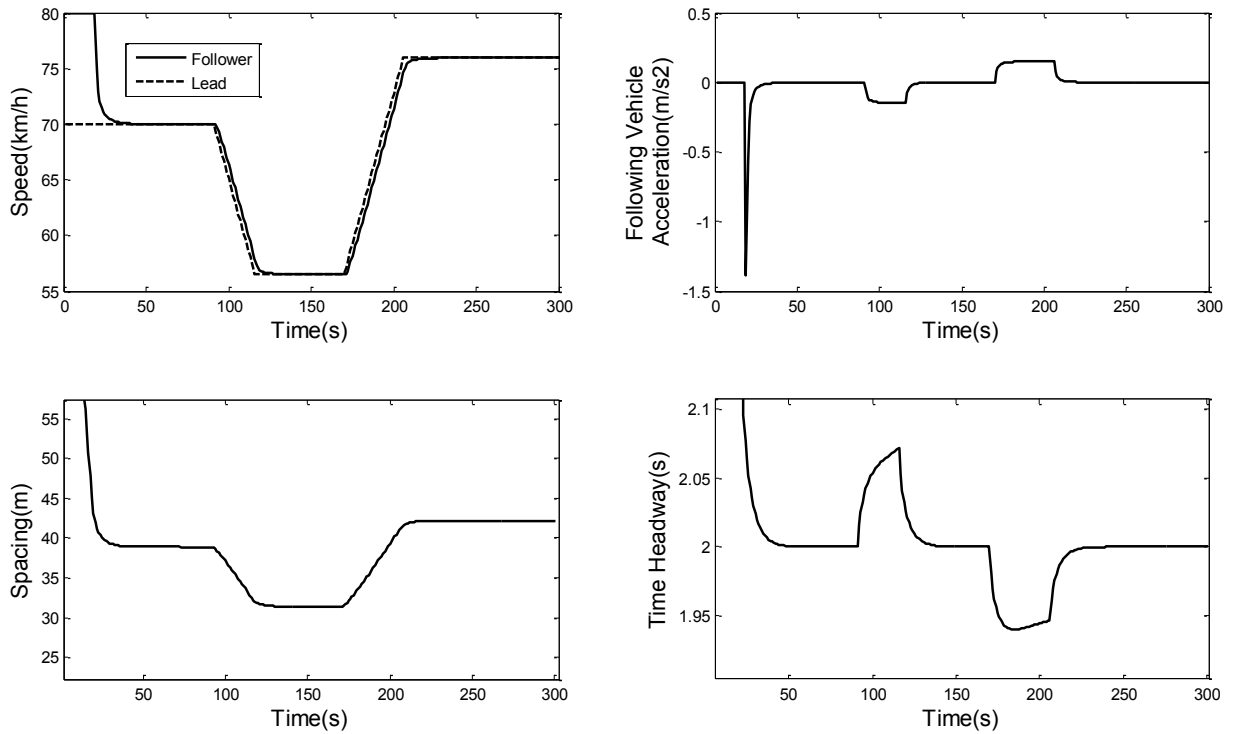 80
75
70
65
60
55
Speed(km/h)
Follower
Lead
0 50 100 150 200 250 300
Time(s)
0.5
0
-0.5
-1
-1.5
Following Vehicle
Acceleration(m/s2)
0 50 100 150 200 250 300
Time(s)
55
50
45
40
35
30
25
Spacing(m)
50 100 150 200 250 300
Time(s)
2.1
2.05
2
1.95
Time Headway(s)
50 100 150 200 250 300
Time(s)